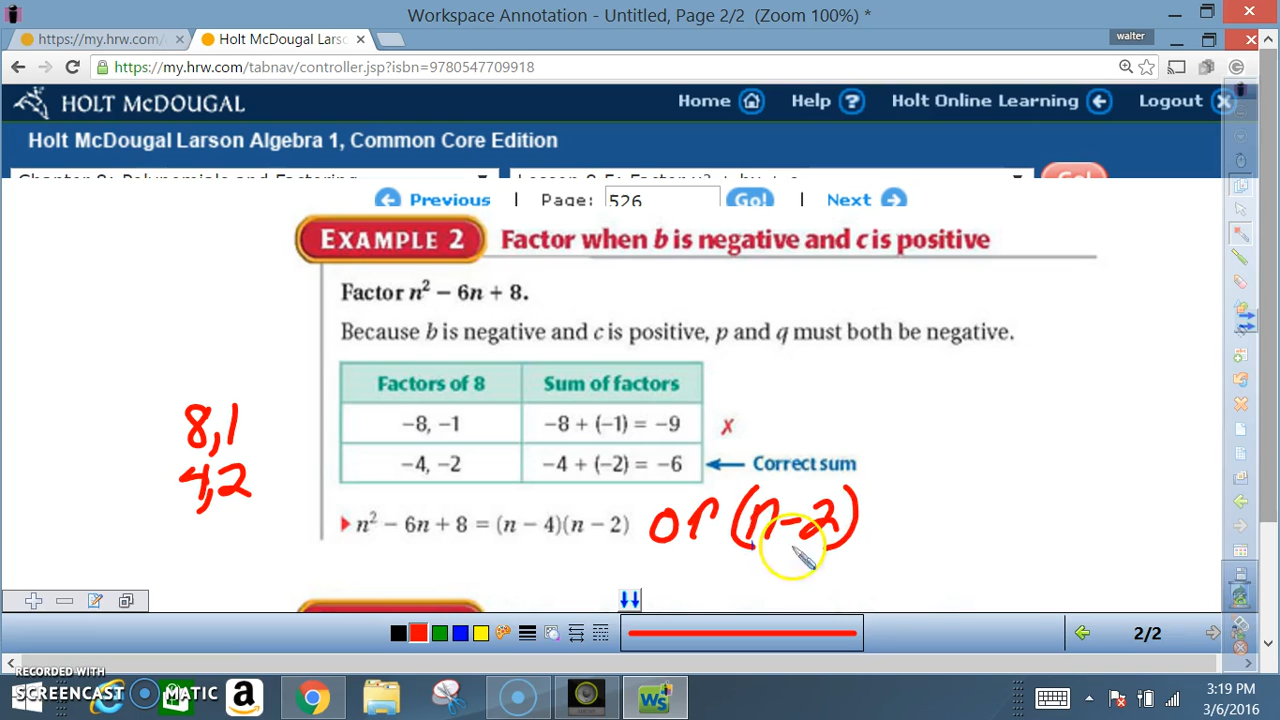 Workspace Annotation - Untitled, Page 2/2 (Zoom 100%) *
https://my.hrw.com/
Holt McDougal Lars
walter
https://my.hrw.com/tabnav/controller.jsp?isbn=9780547709918
HOLT MCDOUGAL
Home
Help
Holt Online Learning
Logout
Holt McDougal Larson Algebra 1, Common Core Edition
Previous | Page: 526 Go! | Next
EXAMPLE 2 Factor when b is negative and c is positive
Factor n² − 6n + 8.
Because b is negative and c is positive, p and q must both be negative.
Factors of 8 Sum of factors
−8, −1 −8 + (−1) = −9 X
−4, −2 −4 + (−2) = −6 Correct sum
8,1
4,2
n² − 6n + 8 = (n − 4)(n − 2) or (n-2)
2/2
RECORDED WITH
SCREENCAST MATIC
3:19 PM
3/6/2016